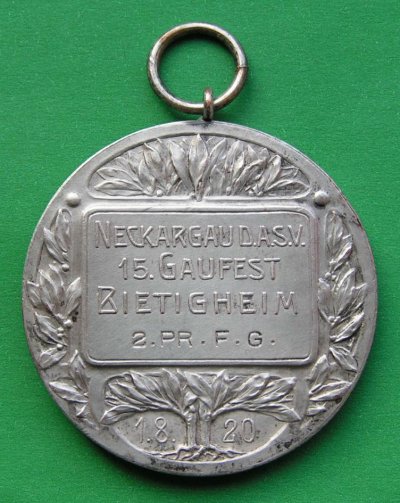 NECKARGAU D.A.S.V.
15. GAUFEST
BIETIGHEIM
2. PR. F. G.
1.8. 20